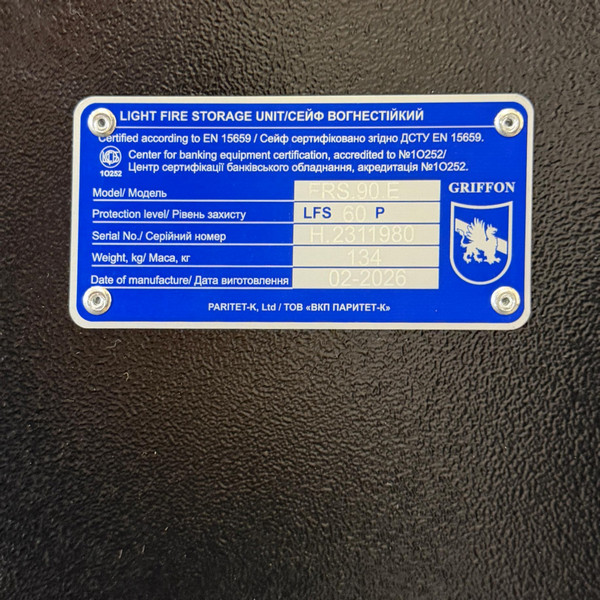 LIGHT FIRE STORAGE UNIT/СЕЙФ ВОГНЕСТІЙКИЙ
Certified according to EN 15659 / Сейф сертифіковано згідно ДСТУ EN 15659.
Center for banking equipment certification, accredited to №1O252/
Центр сертифікації банківського обладнання, акредитація №1O252.
1O252
Model/ Модель FRS.90.E
GRIFFON
Protection level/ Рівень захисту LFS 60 P
Serial No./ Серійний номер H.2311980
Weight, kg/ Маса, кг 134
Date of manufacture/ Дата виготовлення 02-2026
PARITET-K, Ltd / ТОВ «ВКП ПАРИТЕТ-К»